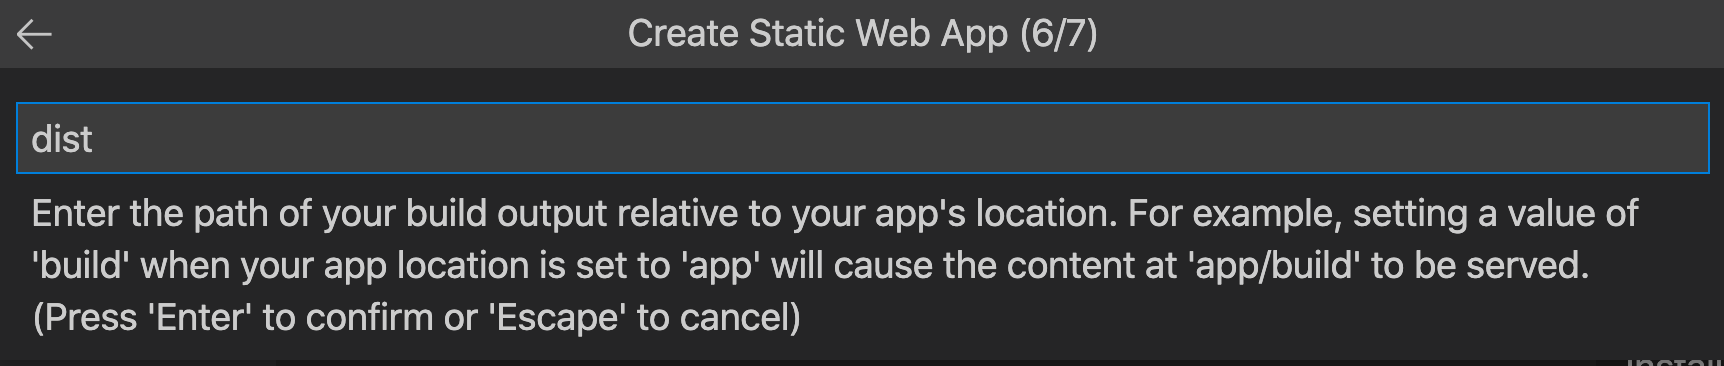 Create Static Web App (6/7)
dist
Enter the path of your build output relative to your app's location. For example, setting a value of
'build' when your app location is set to 'app' will cause the content at 'app/build' to be served.
(Press 'Enter' to confirm or 'Escape' to cancel)